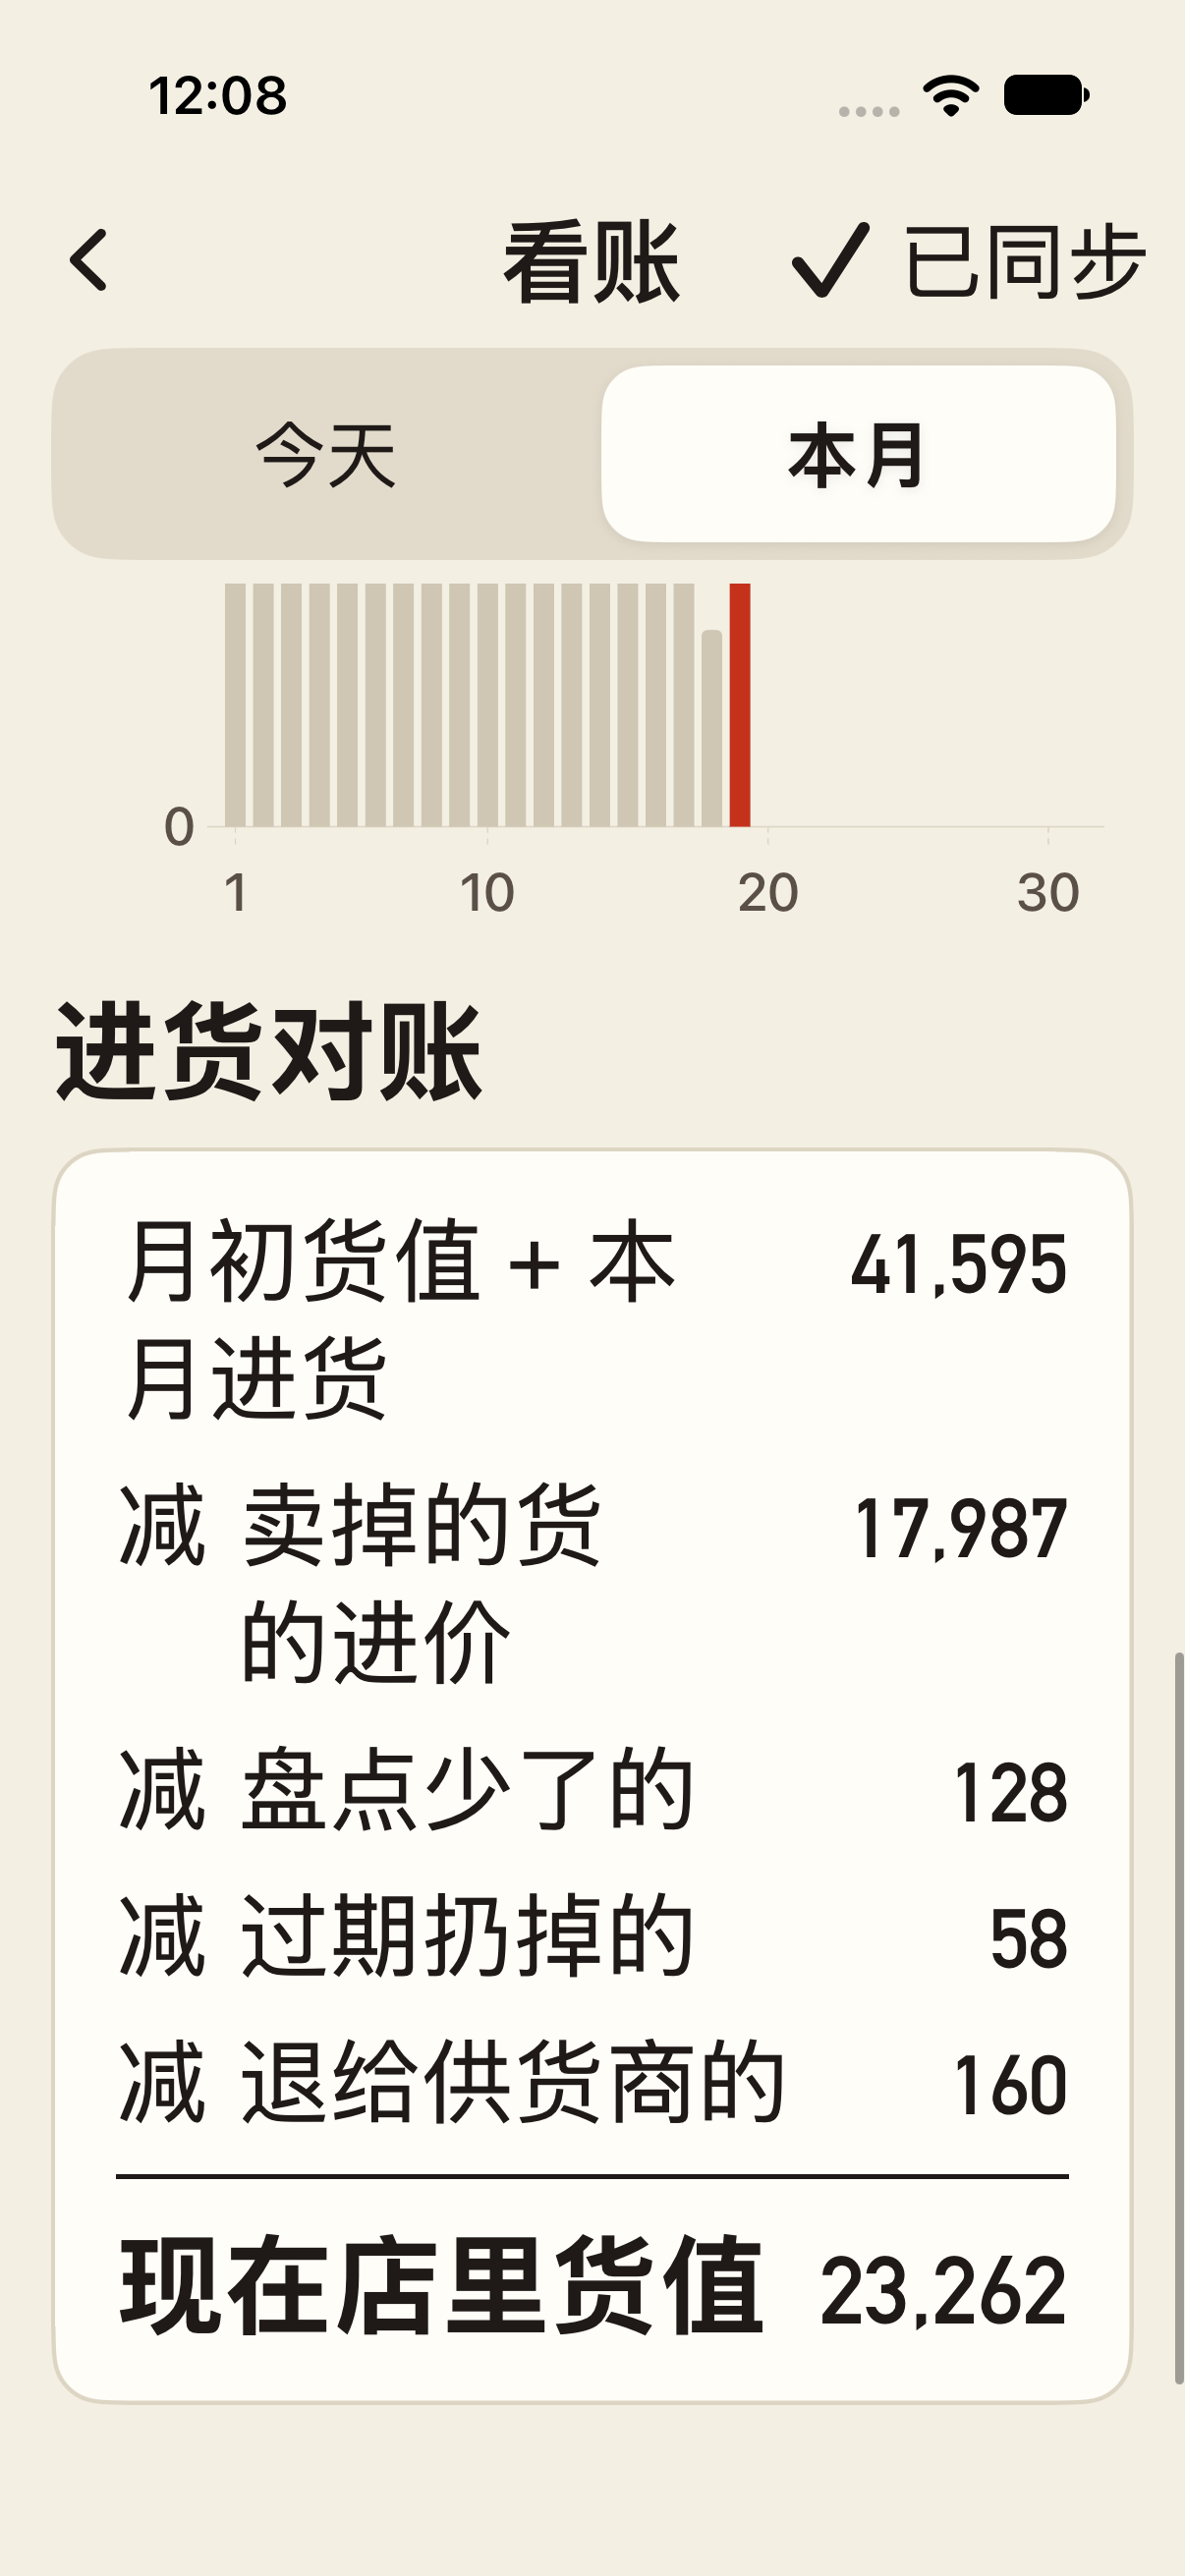 12:08
看账
已同步
今天
本月
0
1 10 20 30
进货对账
月初货值 + 本 41,595
月进货
减 卖掉的货 17,987
的进价
减 盘点少了的 128
减 过期扔掉的 58
减 退给供货商的 160
现在店里货值 23,262